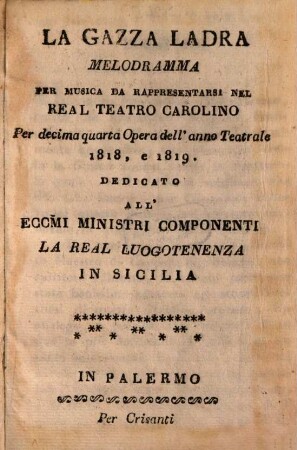 LA GAZZA LADRA
MELODRAMMA
PER MUSICA DA RAPPRESENTARSI NEL
REAL TEATRO CAROLINO
Per decima quarta Opera dell' anno Teatrale
1818, e 1819.
DEDICATO
ALL'
ECCM̃I MINISTRI COMPONENTI
LA REAL LUOGOTENENZA
IN SICILIA
IN PALERMO
Per Crisanti